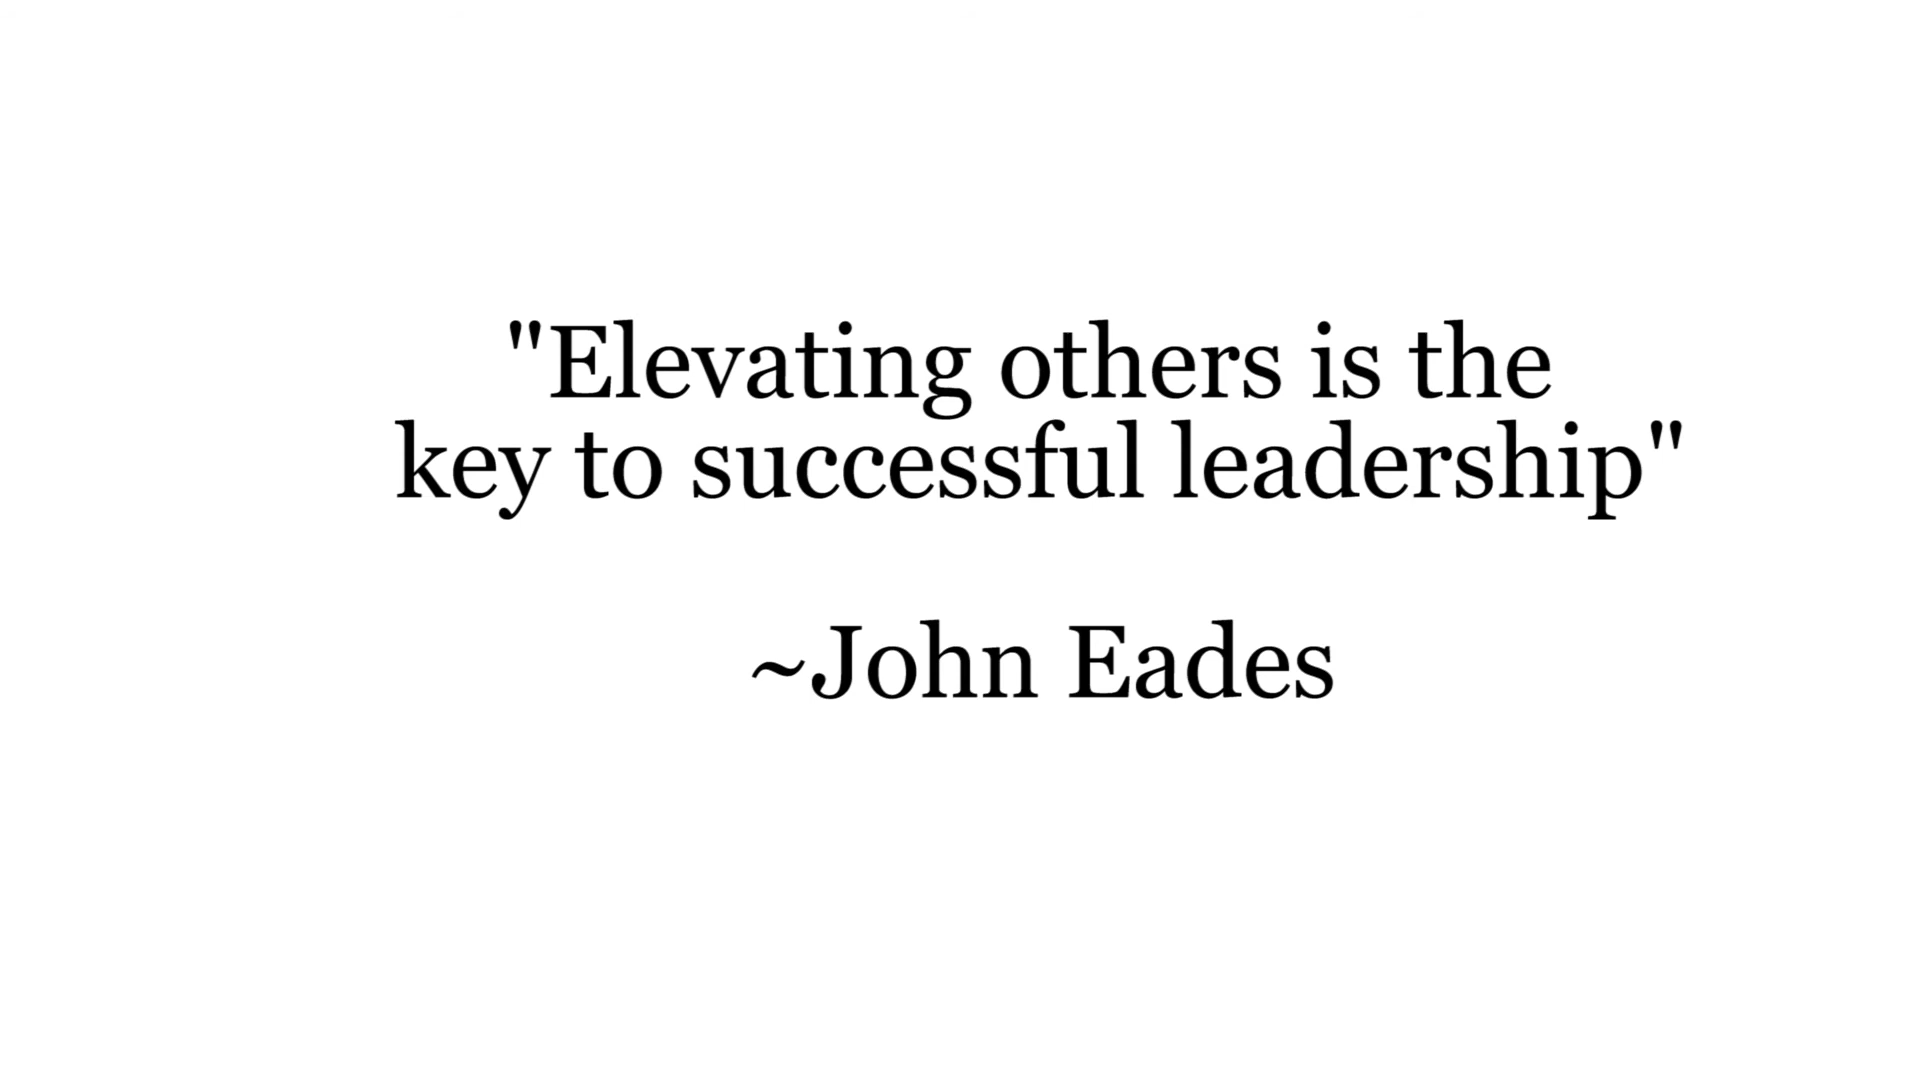 "Elevating others is the
key to successful leadership"
~John Eades